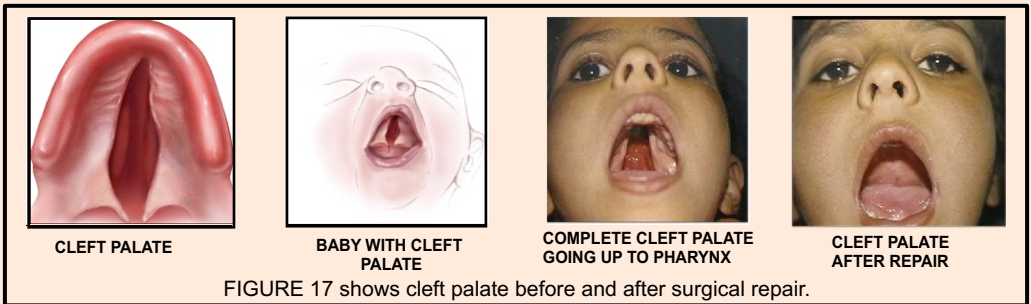 CLEFT PALATE
BABY WITH CLEFT
PALATE
COMPLETE CLEFT PALATE
GOING UP TO PHARYNX
CLEFT PALATE
AFTER REPAIR
FIGURE 17 shows cleft palate before and after surgical repair.